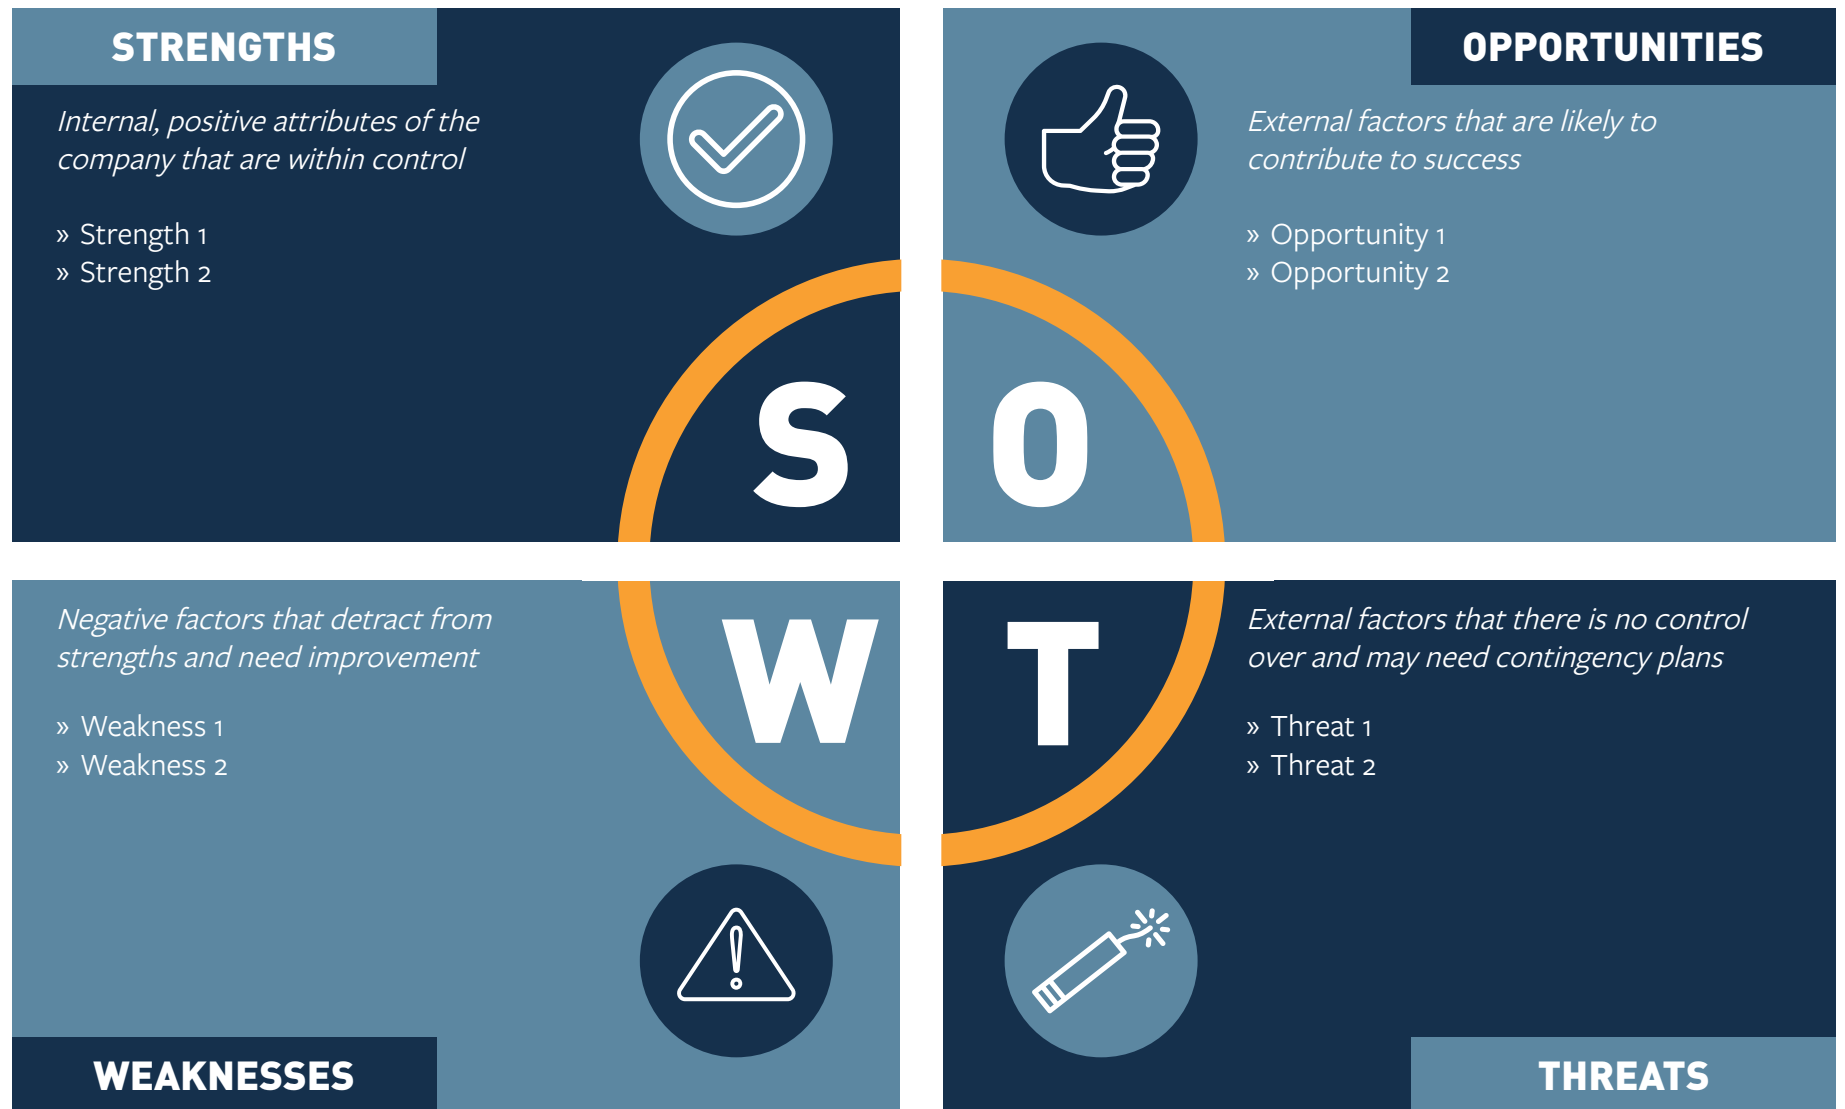 STRENGTHS
Internal, positive attributes of the
company that are within control
» Strength 1
» Strength 2
S
OPPORTUNITIES
External factors that are likely to
contribute to success
» Opportunity 1
» Opportunity 2
O
Negative factors that detract from
strengths and need improvement
» Weakness 1
» Weakness 2
W
WEAKNESSES
T
External factors that there is no control
over and may need contingency plans
» Threat 1
» Threat 2
THREATS